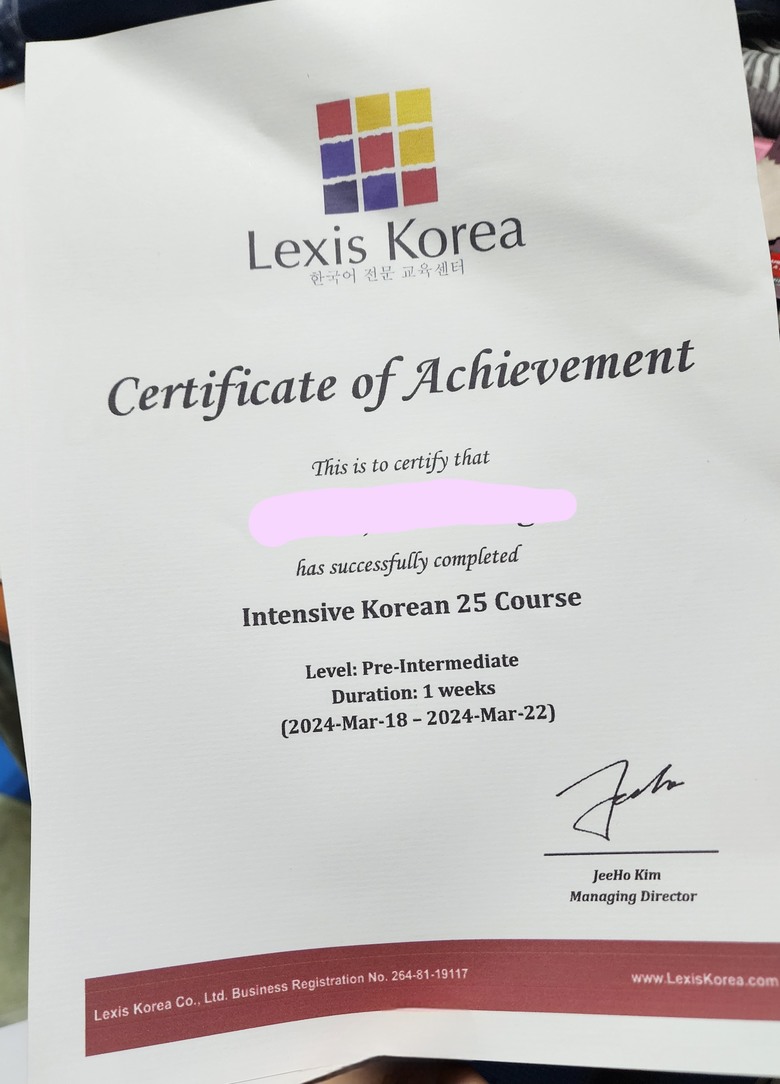 Lexis Korea
한국어 전문 교육센터
Certificate of Achievement
This is to certify that
has successfully completed
Intensive Korean 25 Course
Level: Pre-Intermediate
Duration: 1 weeks
(2024-Mar-18 – 2024-Mar-22)
JeeHo Kim
Managing Director
Lexis Korea Co., Ltd. Business Registration No. 264-81-19117
www.LexisKorea.com